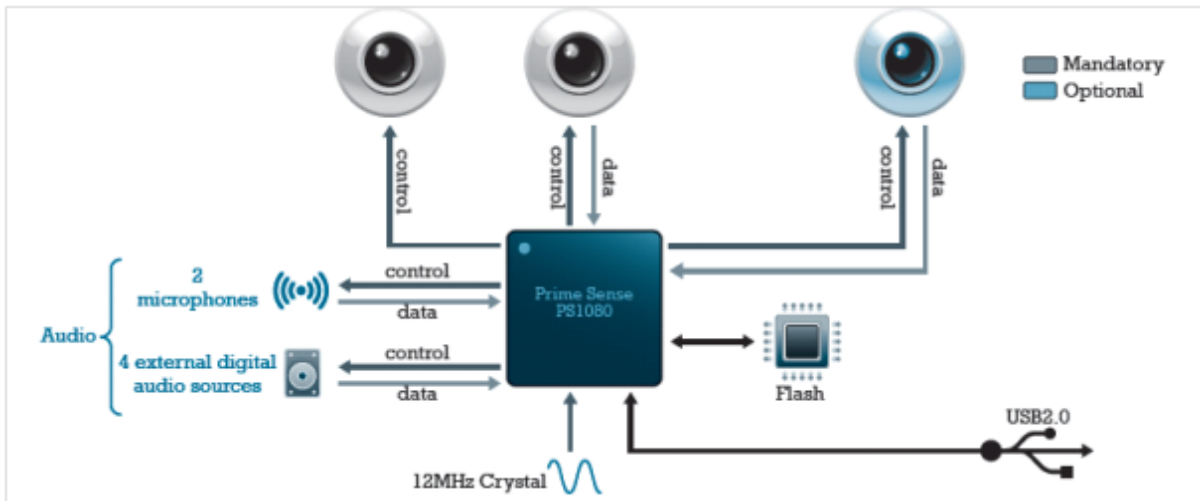 Mandatory
Optional
control
control
data
control
data
2
microphones
control
data
Prime Sense
PS1080
Audio
4 external digital
audio sources
control
data
Flash
USB2.0
12MHz Crystal